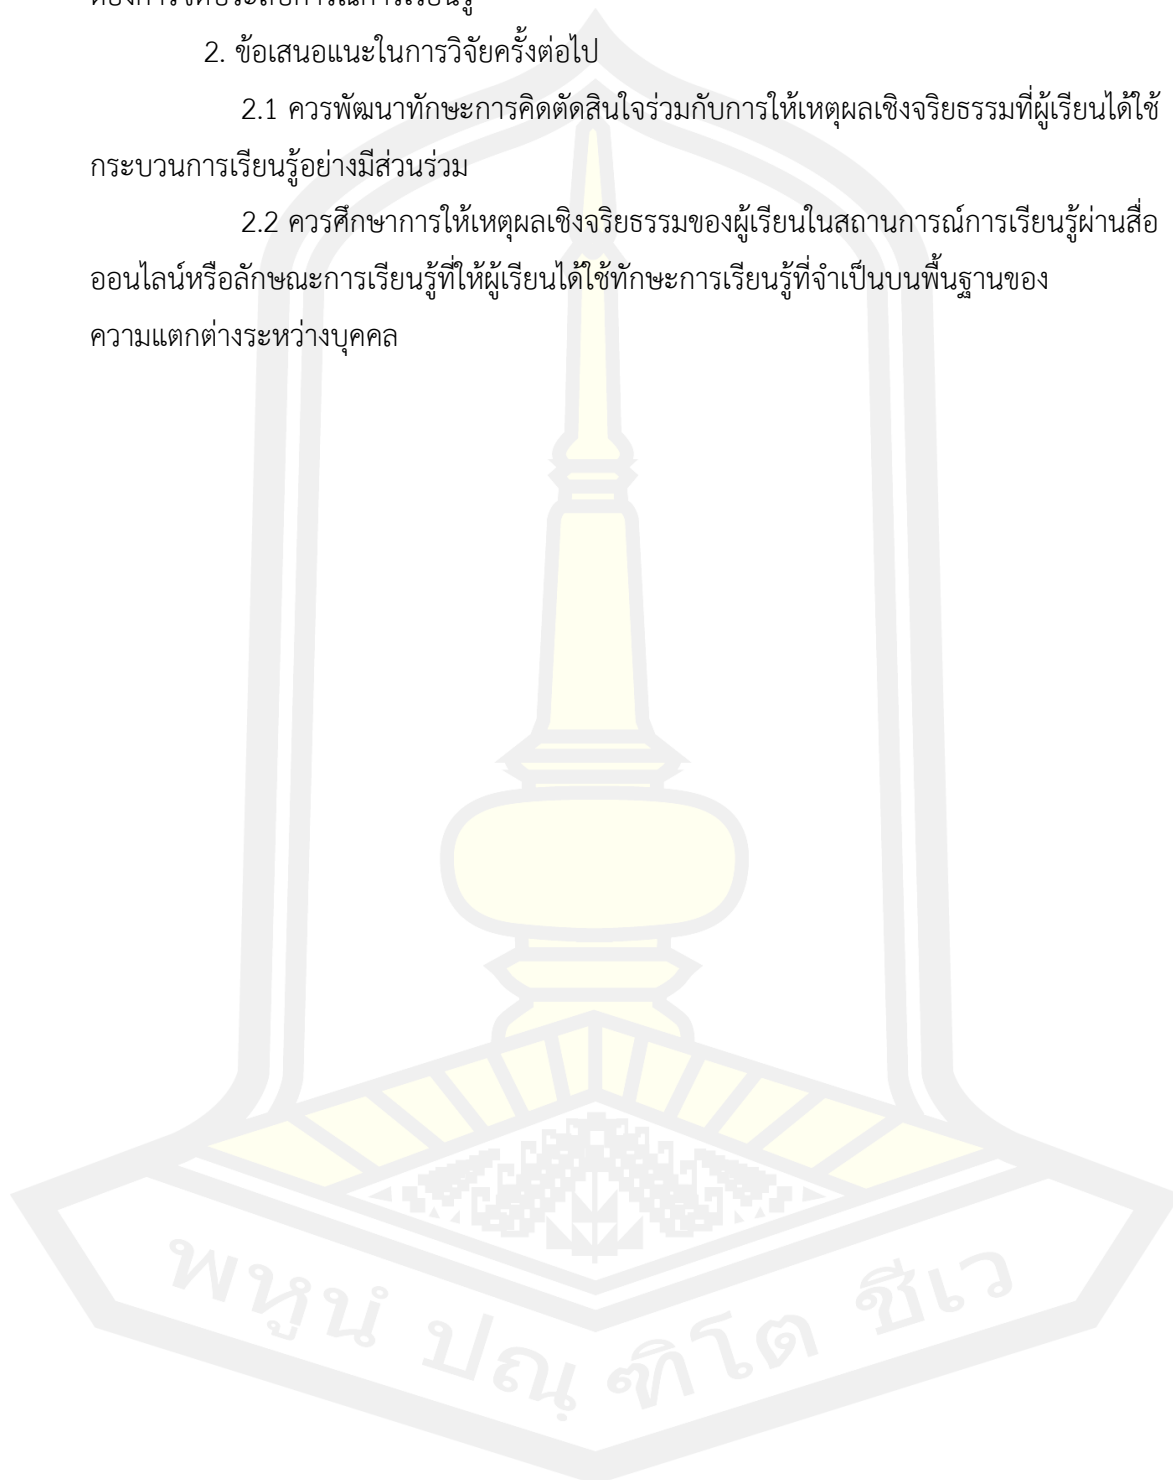 2. ข้อเสนอแนะในการวิจัยครั้งต่อไป
2.1 ควรพัฒนาทักษะการคิดตัดสินใจร่วมกับการให้เหตุผลเชิงจริยธรรมที่ผู้เรียนได้ใช้
กระบวนการเรียนรู้อย่างมีส่วนร่วม
2.2 ควรศึกษาการให้เหตุผลเชิงจริยธรรมของผู้เรียนในสถานการณ์การเรียนรู้ผ่านสื่อ
ออนไลน์หรือลักษณะการเรียนรู้ที่ให้ผู้เรียนได้ใช้ทักษะการเรียนรู้ที่จำเป็นบนพื้นฐานของ
ความแตกต่างระหว่างบุคคล
พหูนํ ปณฺฑิโต ชีเว